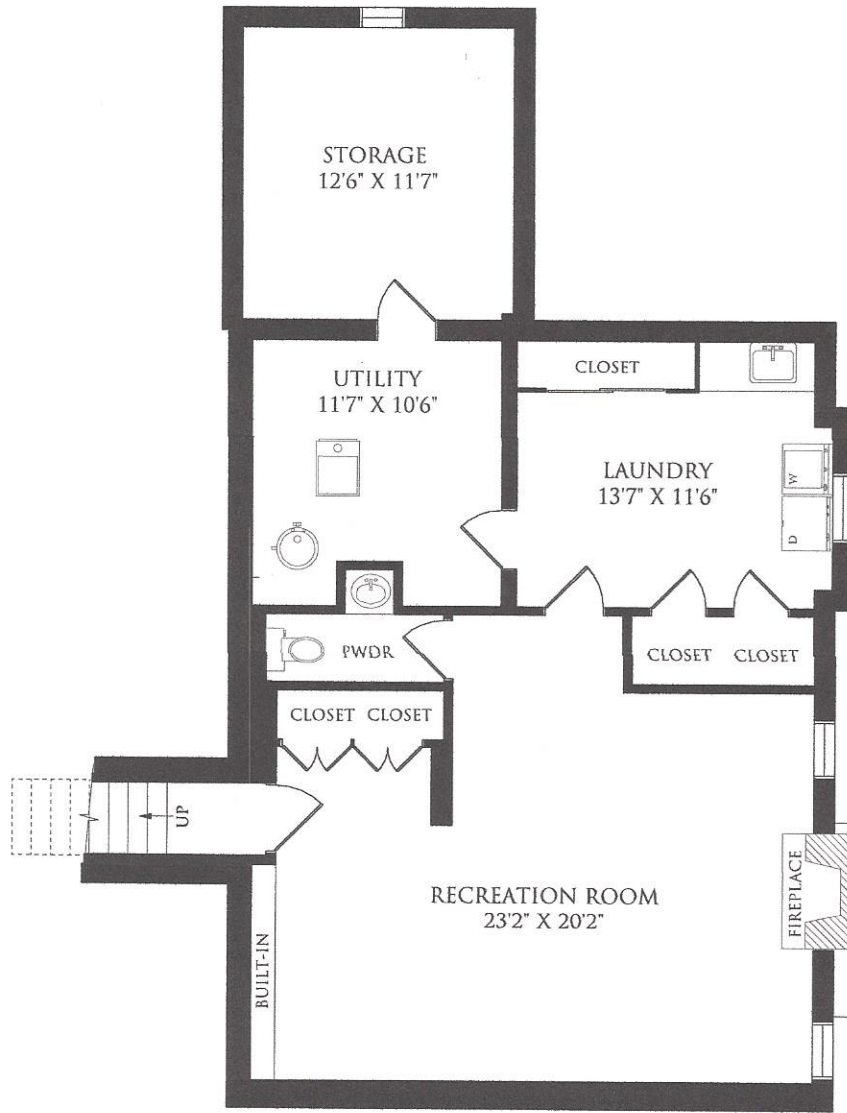 STORAGE
12'6" X 11'7"
UTILITY
11'7" X 10'6"
CLOSET
LAUNDRY
13'7" X 11'6"
W
D
PWDR
CLOSET CLOSET
CLOSET CLOSET
UP
RECREATION ROOM
23'2" X 20'2"
FIREPLACE
BUILT-IN